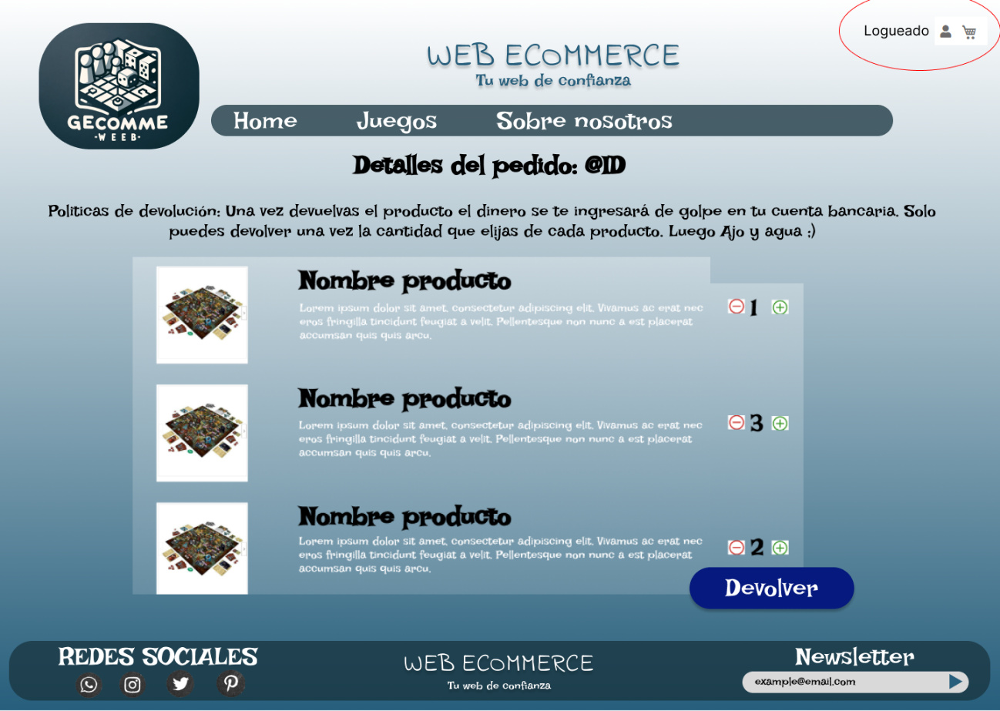 Logueado
WEB ECOMMERCE
Tu web de confianza
GECOMME
·WEEB·
Home Juegos Sobre nosotros
Detalles del pedido: @ID
Politicas de devolución: Una vez devuelvas el producto el dinero se te ingresará de golpe en tu cuenta bancaria. Solo
puedes devolver una vez la cantidad que elijas de cada producto. Luego Ajo y agua ;)
Nombre producto
Lorem ipsum dolor sit amet, consectetur adipiscing elit. Vivamus ac erat nec
eros fringilla tincidunt feugiat a velit. Pellentesque non nunc a est placerat
accumsan quis quis arcu.
1
Nombre producto
Lorem ipsum dolor sit amet, consectetur adipiscing elit. Vivamus ac erat nec
eros fringilla tincidunt feugiat a velit. Pellentesque non nunc a est placerat
accumsan quis quis arcu.
3
Nombre producto
Lorem ipsum dolor sit amet, consectetur adipiscing elit. Vivamus ac erat nec
eros fringilla tincidunt feugiat a velit. Pellentesque non nunc a est placerat
accumsan quis quis arcu.
2
Devolver
REDES SOCIALES
WEB ECOMMERCE
Tu web de confianza
Newsletter
example@email.com